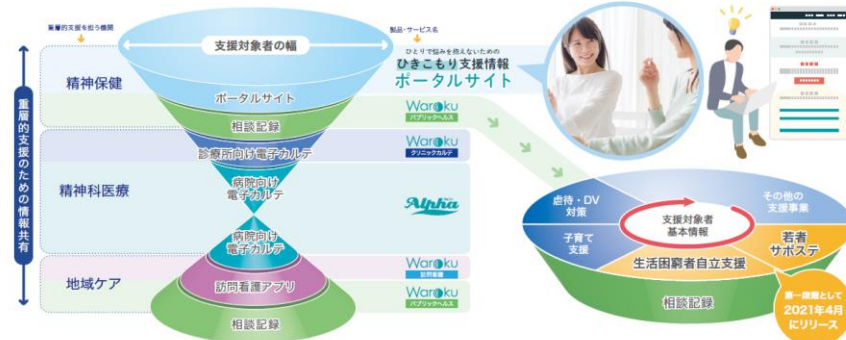 重層的支援を担う機関
製品・サービス名
支援対象者の幅
ひとりで悩みを抱えないための
ひきこもり支援情報
ポータルサイト
重層的支援のための情報共有
精神保健
ポータルサイト
相談記録
Waroku
パブリックヘルス
診療所向け電子カルテ
Waroku
クリニックカルテ
精神科医療
病院向け
電子カルテ
Alpha
病院向け
電子カルテ
地域ケア
訪問看護アプリ
Waroku
訪問看護
相談記録
Waroku
パブリックヘルス
虐待・DV
対策
その他の
支援事業
支援対象者
基本情報
子育て
支援
若者
サポステ
生活困窮者自立支援
相談記録
第一段階として
2021年4月
にリリース